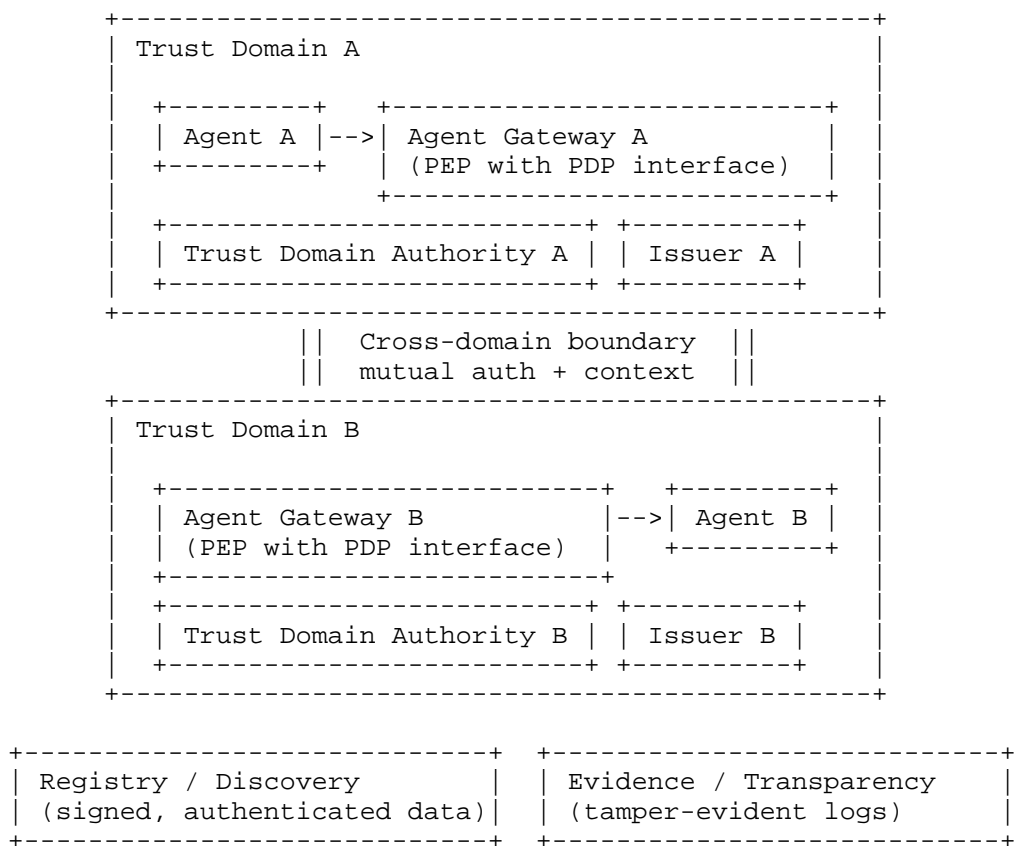 Trust Domain A
Agent A --> Agent Gateway A
(PEP with PDP interface)
Trust Domain Authority A Issuer A
|| Cross-domain boundary ||
|| mutual auth + context ||
Trust Domain B
Agent Gateway B --> Agent B
(PEP with PDP interface)
Trust Domain Authority B Issuer B
Registry / Discovery Evidence / Transparency
(signed, authenticated data) (tamper-evident logs)